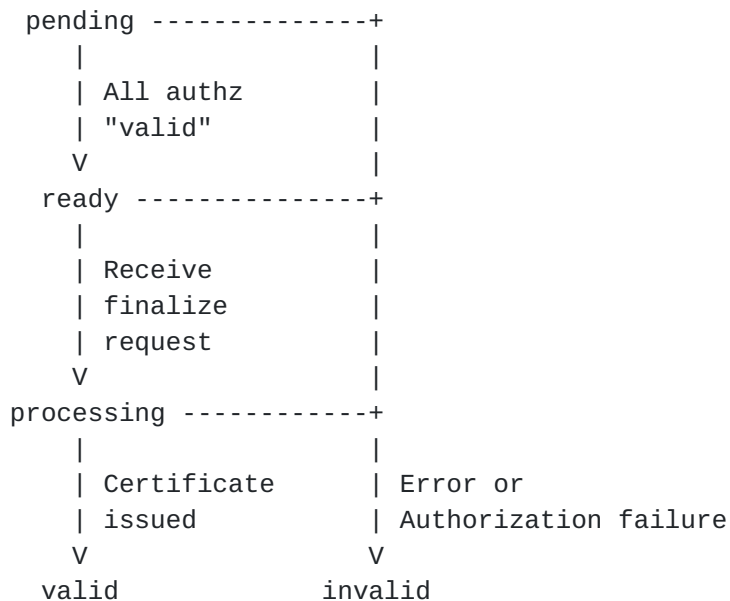 pending --------------+
|                   |
| All authz         |
| "valid"           |
V                   |
ready ---------------+
|                   |
| Receive           |
| finalize          |
| request           |
V                   |
processing ------------+
|                   |
| Certificate       | Error or
| issued            | Authorization failure
V                   V
valid             invalid